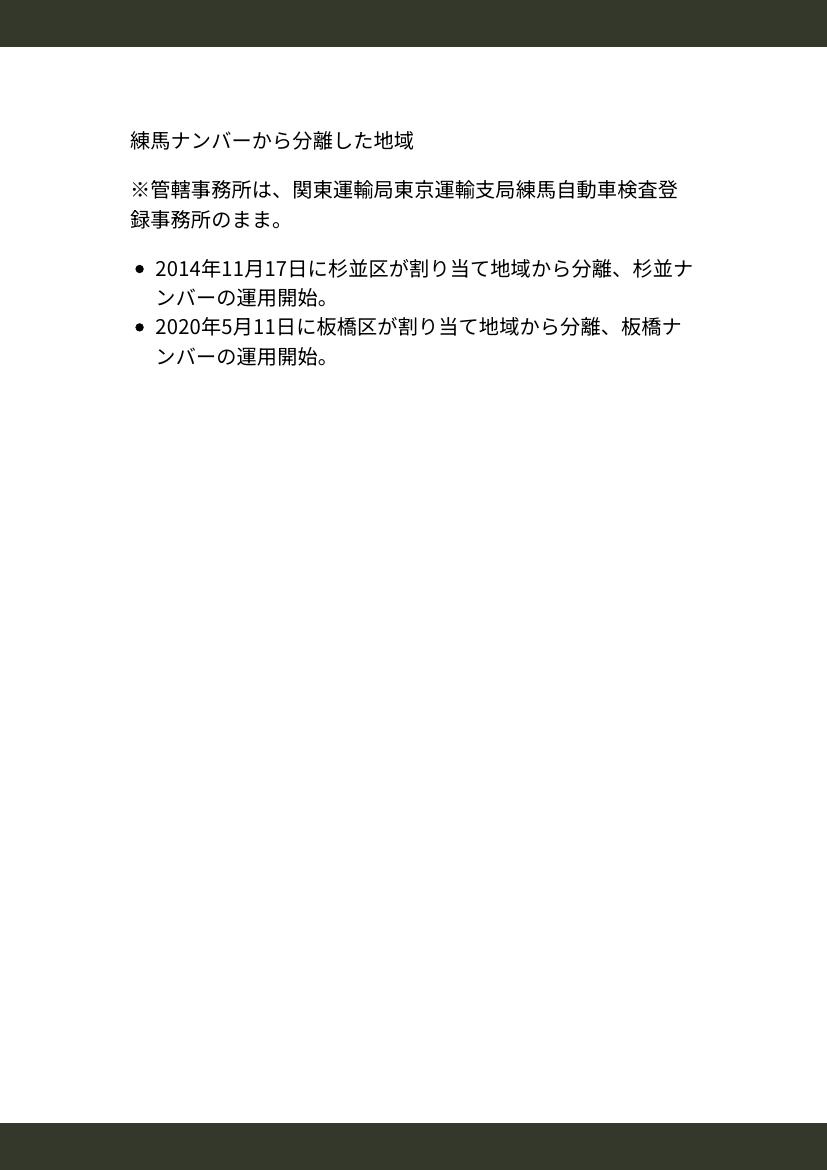 練馬ナンバーから分離した地域
※管轄事務所は、関東運輸局東京運輸支局練馬自動車検査登
録事務所のまま。
● 2014年11月17日に杉並区が割り当て地域から分離、杉並ナ
ンバーの運用開始。
● 2020年5月11日に板橋区が割り当て地域から分離、板橋ナ
ンバーの運用開始。